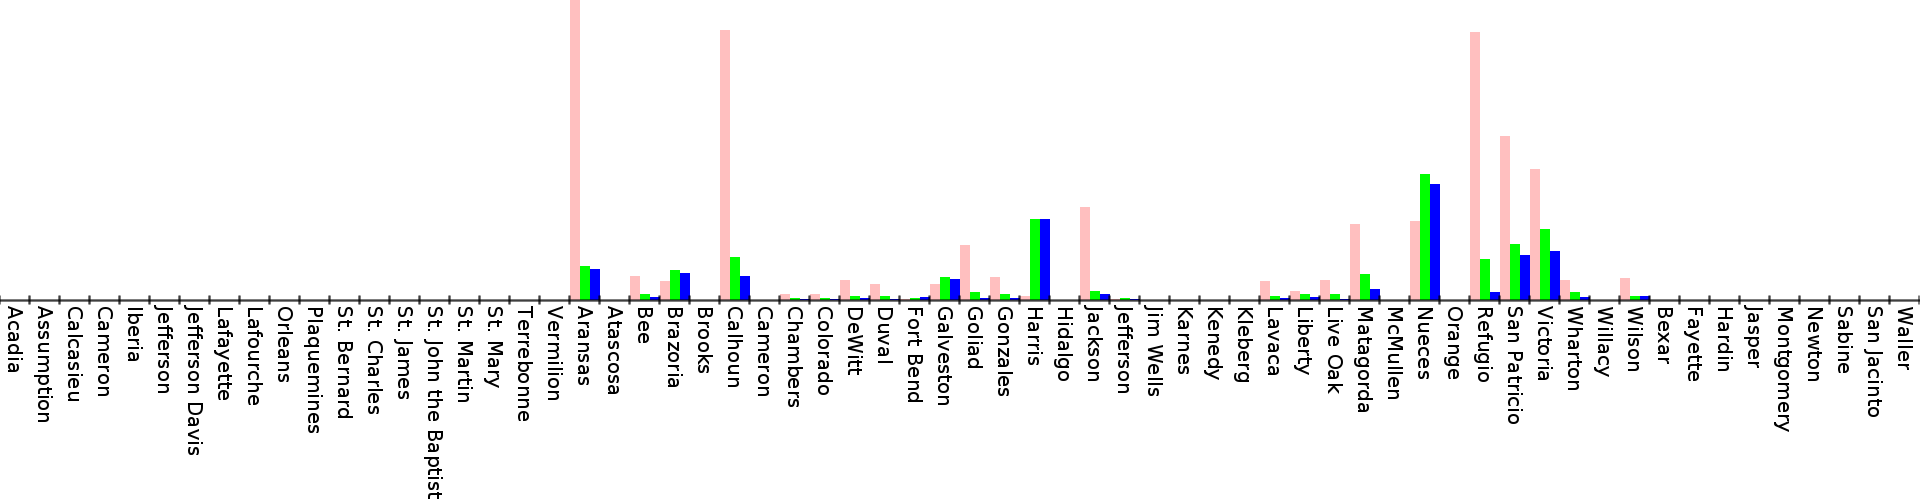 Acadia
Assumption
Calcasieu
Cameron
Iberia
Jefferson
Jefferson Davis
Lafayette
Lafourche
Orleans
Plaquemines
St. Bernard
St. Charles
St. James
St. John the Baptist
St. Martin
St. Mary
Terrebonne
Vermilion
Aransas
Atascosa
Bee
Brazoria
Brooks
Calhoun
Cameron
Chambers
Colorado
DeWitt
Duval
Fort Bend
Galveston
Goliad
Gonzales
Harris
Hidalgo
Jackson
Jefferson
Jim Wells
Karnes
Kenedy
Kleberg
Lavaca
Liberty
Live Oak
Matagorda
McMullen
Nueces
Orange
Refugio
San Patricio
Victoria
Wharton
Willacy
Wilson
Bexar
Fayette
Hardin
Jasper
Montgomery
Newton
Sabine
San Jacinto
Waller